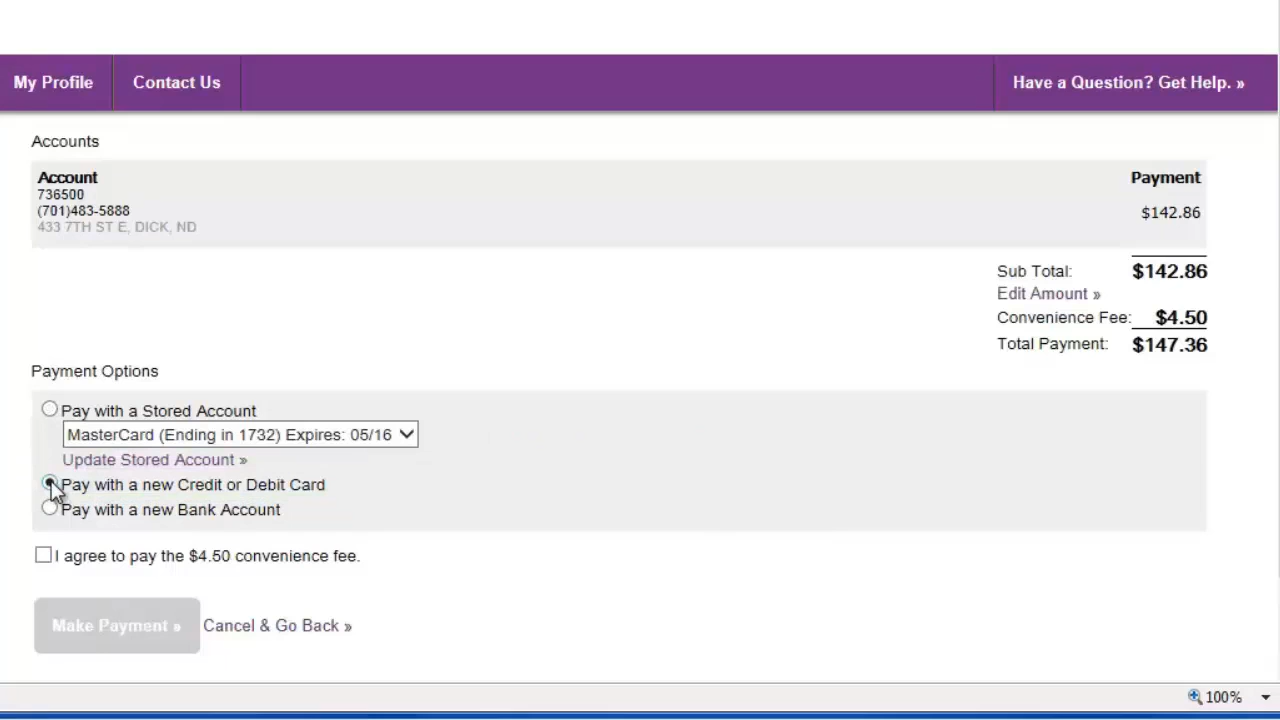 My Profile
Contact Us
Have a Question? Get Help. »
Accounts
Account
Payment
736500
(701)483-5888
$142.86
433 7TH ST E, DICK, ND
Sub Total: $142.86
Edit Amount »
Convenience Fee: $4.50
Total Payment: $147.36
Payment Options
Pay with a Stored Account
MasterCard (Ending in 1732) Expires: 05/16
Update Stored Account »
Pay with a new Credit or Debit Card
Pay with a new Bank Account
I agree to pay the $4.50 convenience fee.
Make Payment »
Cancel & Go Back »
100%